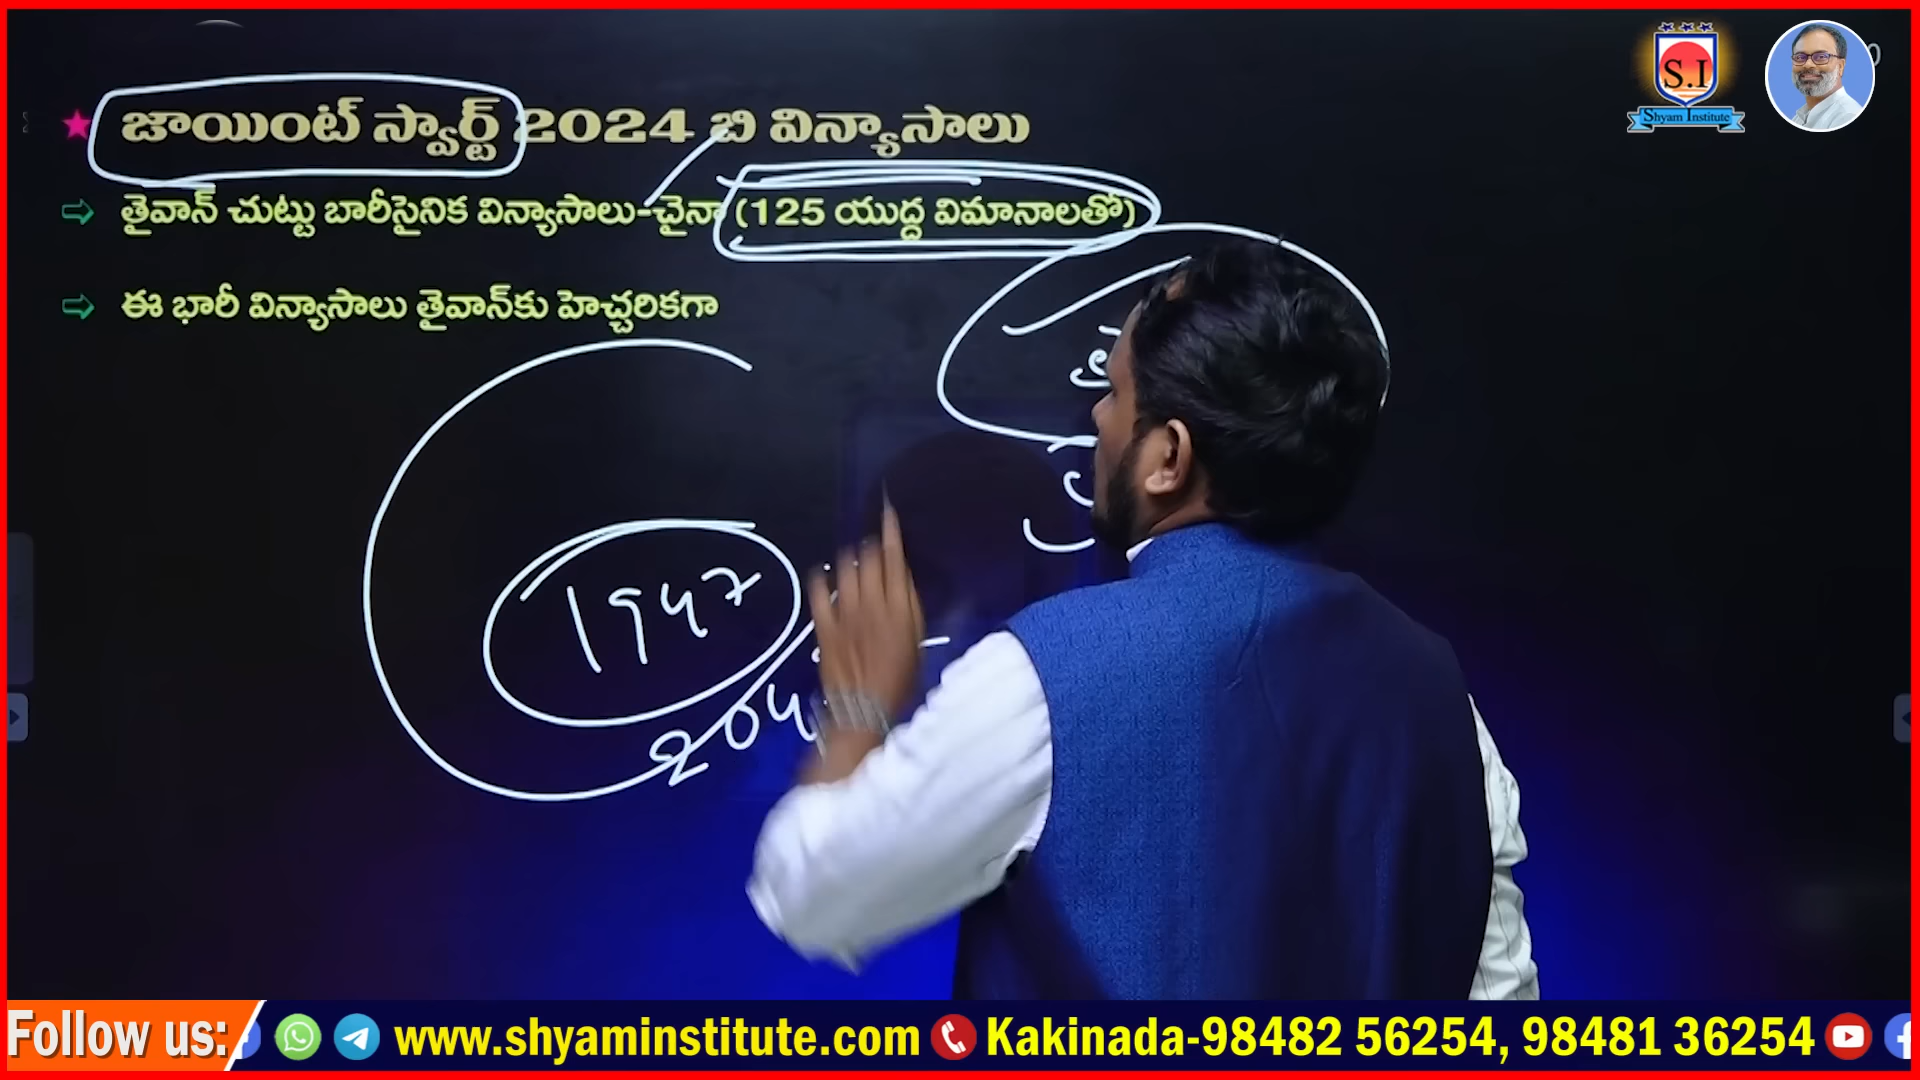 S.I
Shyam Institute
జాయింట్ స్వార్ట్ 2024 బి విన్యాసాలు
తైవాన్ చుట్టు బారీసైనిక విన్యాసాలు-చైనా (125 యుద్ధ విమానాలతో)
ఈ భారీ విన్యాసాలు తైవాన్‌కు హెచ్చరికగా
1947
Follow us:
www.shyaminstitute.com
Kakinada-98482 56254, 98481 36254